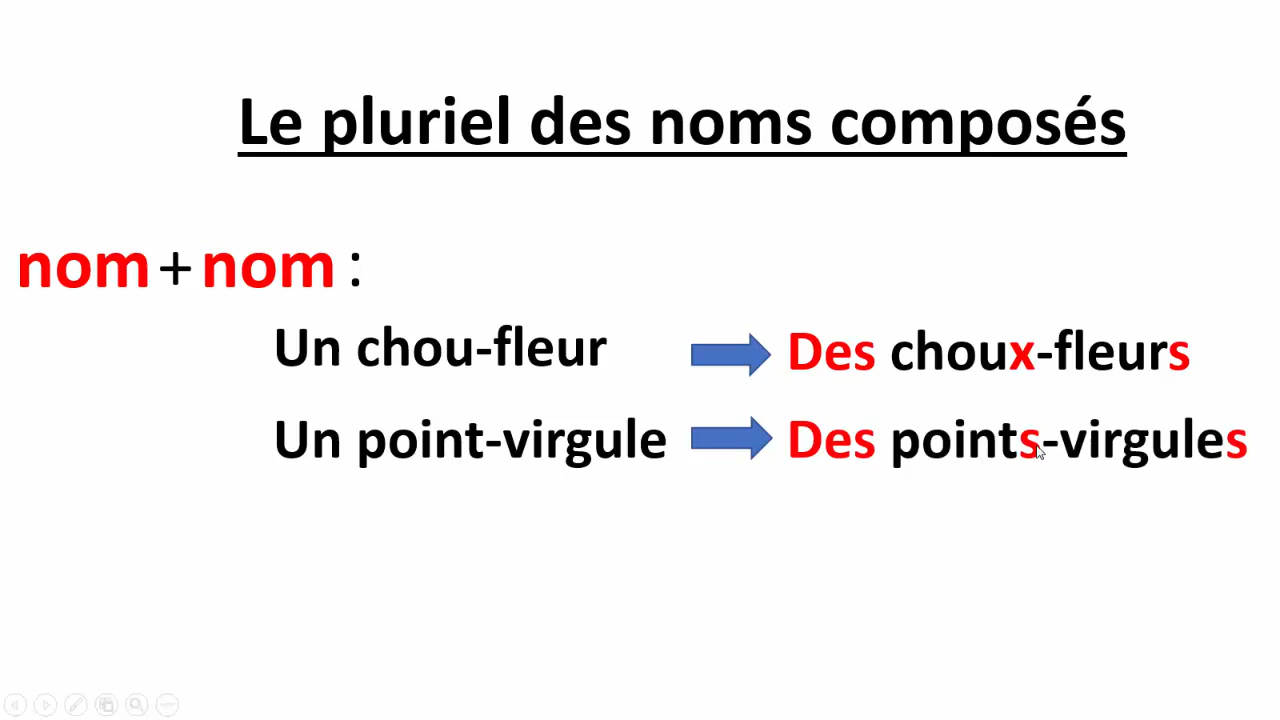 Le pluriel des noms composés
nom + nom :
Un chou-fleur Des choux-fleurs
Un point-virgule Des points-virgules